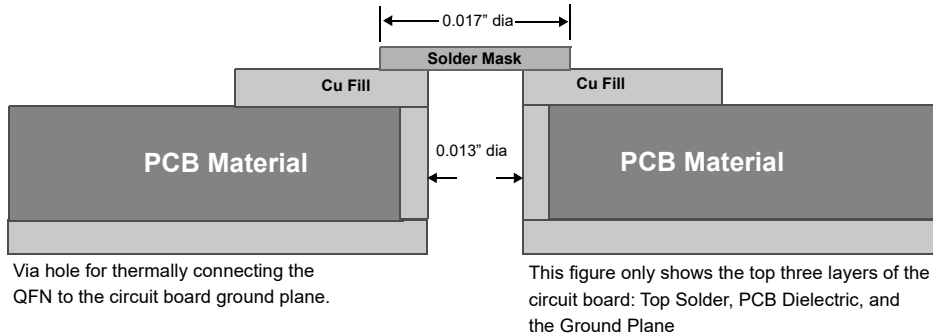 0.017” dia
Solder Mask
Cu Fill
Cu Fill
PCB Material
0.013” dia
PCB Material
Via hole for thermally connecting the
QFN to the circuit board ground plane.
This figure only shows the top three layers of the
circuit board: Top Solder, PCB Dielectric, and
the Ground Plane